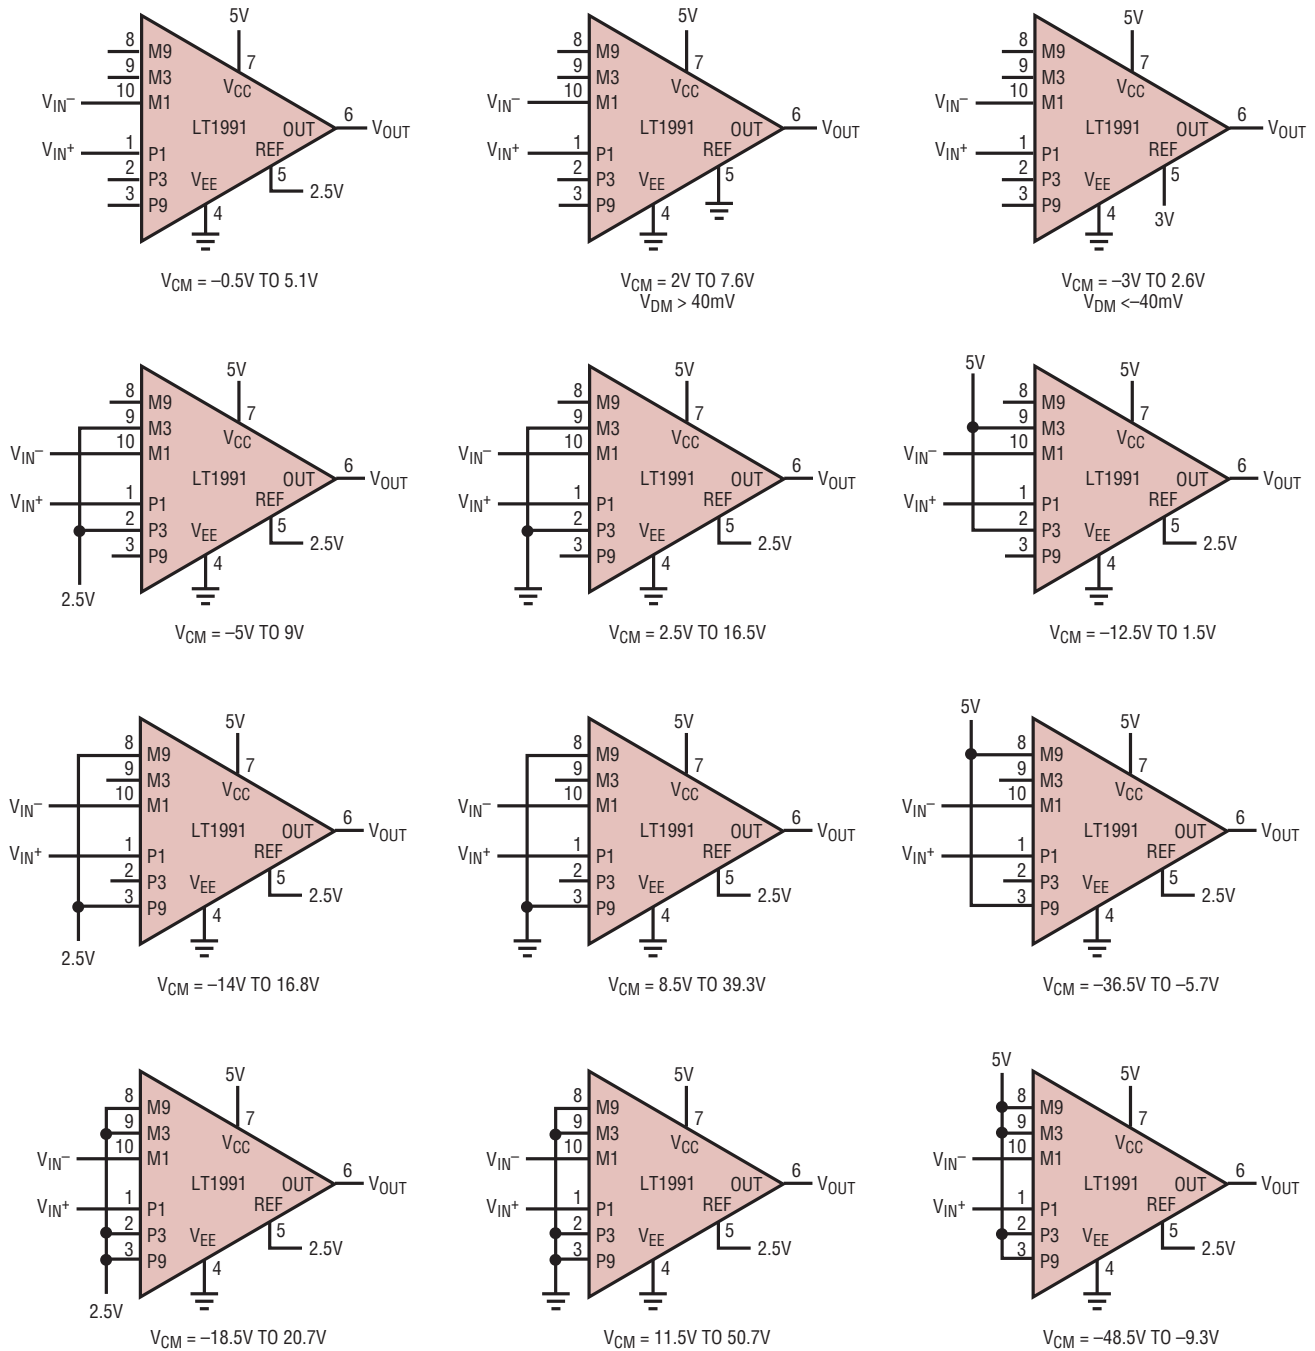 5V
8 M9
7
9 M3
VCC
10
VIN– M1
LT1991 OUT 6 VOUT
REF
VIN+ 1 P1
2 P3 VEE 5
2.5V
3 P9 4
VCM = –0.5V TO 5.1V
5V
8 M9
7
9 M3
VCC
10
VIN– M1
LT1991 OUT 6 VOUT
REF
VIN+ 1 P1
2 P3 VEE 5
3 P9 4
VCM = 2V TO 7.6V
VDM > 40mV
5V
8 M9
7
9 M3
VCC
10
VIN– M1
LT1991 OUT 6 VOUT
REF
VIN+ 1 P1
2 P3 VEE 5
3 P9 4
3V
VCM = –3V TO 2.6V
VDM <–40mV
5V
8 M9
7
9 M3
VCC
10
VIN– M1
LT1991 OUT 6 VOUT
REF
VIN+ 1 P1
2 P3 VEE 5
2.5V
3 P9 4
2.5V
VCM = –5V TO 9V
5V
8 M9
7
9 M3
VCC
10
VIN– M1
LT1991 OUT 6 VOUT
REF
VIN+ 1 P1
2 P3 VEE 5
2.5V
3 P9 4
VCM = 2.5V TO 16.5V
5V
5V
8 M9
7
9 M3
VCC
10
VIN– M1
LT1991 OUT 6 VOUT
REF
VIN+ 1 P1
2 P3 VEE 5
2.5V
3 P9 4
VCM = –12.5V TO 1.5V
5V
8 M9
7
9 M3
VCC
10
VIN– M1
LT1991 OUT 6 VOUT
REF
VIN+ 1 P1
2 P3 VEE 5
2.5V
3 P9 4
2.5V
VCM = –14V TO 16.8V
5V
8 M9
7
9 M3
VCC
10
VIN– M1
LT1991 OUT 6 VOUT
REF
VIN+ 1 P1
2 P3 VEE 5
2.5V
3 P9 4
VCM = 8.5V TO 39.3V
5V
5V
8 M9
7
9 M3
VCC
10
VIN– M1
LT1991 OUT 6 VOUT
REF
VIN+ 1 P1
2 P3 VEE 5
2.5V
3 P9 4
VCM = –36.5V TO –5.7V
5V
8 M9
7
9 M3
VCC
10
VIN– M1
LT1991 OUT 6 VOUT
REF
VIN+ 1 P1
2 P3 VEE 5
2.5V
3 P9 4
2.5V
VCM = –18.5V TO 20.7V
5V
8 M9
7
9 M3
VCC
10
VIN– M1
LT1991 OUT 6 VOUT
REF
VIN+ 1 P1
2 P3 VEE 5
2.5V
3 P9 4
VCM = 11.5V TO 50.7V
5V
5V
8 M9
7
9 M3
VCC
10
VIN– M1
LT1991 OUT 6 VOUT
REF
VIN+ 1 P1
2 P3 VEE 5
2.5V
3 P9 4
VCM = –48.5V TO –9.3V